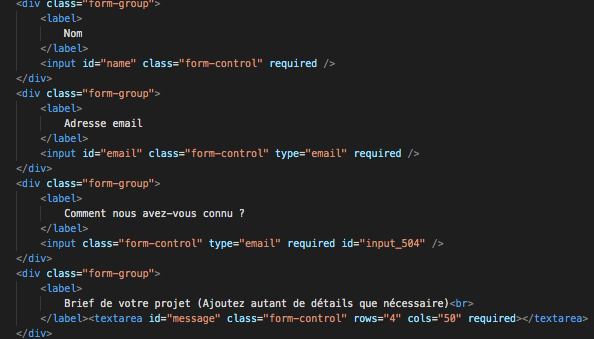 <div class="form-group">
<label>
Nom
</label>
<input id="name" class="form-control" required />
</div>
<div class="form-group">
<label>
Adresse email
</label>
<input id="email" class="form-control" type="email" required />
</div>
<div class="form-group">
<label>
Comment nous avez-vous connu ?
</label>
<input class="form-control" type="email" required id="input_504" />
</div>
<div class="form-group">
<label>
Brief de votre projet (Ajoutez autant de détails que nécessaire)<br>
</label><textarea id="message" class="form-control" rows="4" cols="50" required></textarea>
</div>